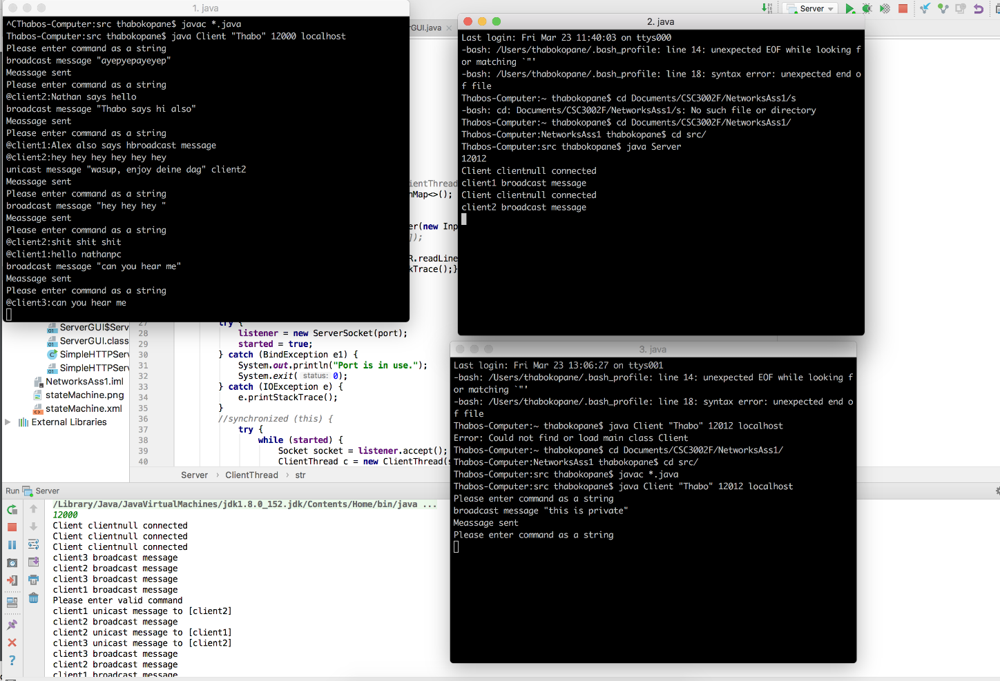 1. java
^CThabos-Computer:src thabokopane$ javac *.java
Thabos-Computer:src thabokopane$ java Client "Thabo" 12000 localhost
Please enter command as a string
broadcast message "ayepyepayeyep"
Meassage sent
Please enter command as a string
@client2:Nathan says hello
broadcast message "Thabo says hi also"
Meassage sent
Please enter command as a string
@client1:Alex also says hbroadcast message
@client2:hey hey hey hey hey hey
unicast message "wasup, enjoy deine dag" client2
Meassage sent
Please enter command as a string
broadcast message "hey hey hey "
Meassage sent
Please enter command as a string
@client2:shit shit shit
@client1:hello nathanpc
broadcast message "can you hear me"
Meassage sent
Please enter command as a string
@client3:can you hear me
Server
rGUI.java
2. java
Last login: Fri Mar 23 11:40:03 on ttys000
-bash: /Users/thabokopane/.bash_profile: line 14: unexpected EOF while looking f
or matching `"'
-bash: /Users/thabokopane/.bash_profile: line 18: syntax error: unexpected end o
f file
Thabos-Computer:~ thabokopane$ cd Documents/CSC3002F/NetworksAss1/s
-bash: cd: Documents/CSC3002F/NetworksAss1/s: No such file or directory
Thabos-Computer:~ thabokopane$ cd Documents/CSC3002F/NetworksAss1/
Thabos-Computer:NetworksAss1 thabokopane$ cd src/
Thabos-Computer:src thabokopane$ java Server
12012
Client clientnull connected
client1 broadcast message
Client clientnull connected
client2 broadcast message
ientThread
hMap<>();
er(new Inp
]);
R.readLine
kTrace();}
ServerGUI$Serv
ServerGUI.class
SimpleHTTPServ
SimpleHTTPServ
NetworksAss1.iml
stateMachine.png
stateMachine.xml
External Libraries
27 try {
28 listener = new ServerSocket(port);
29 started = true;
30 } catch (BindException e1) {
31 System.out.println("Port is in use.");
32 System.exit( status: 0);
33 } catch (IOException e) {
34 e.printStackTrace();
35 }
36 //synchronized (this) {
37 try {
38 while (started) {
39 Socket socket = listener.accept();
40 ClientThread c = new ClientThread(s
Server › ClientThread › str
3. java
Last login: Fri Mar 23 13:06:27 on ttys001
-bash: /Users/thabokopane/.bash_profile: line 14: unexpected EOF while looking f
or matching `"'
-bash: /Users/thabokopane/.bash_profile: line 18: syntax error: unexpected end o
f file
Thabos-Computer:~ thabokopane$ java Client "Thabo" 12012 localhost
Error: Could not find or load main class Client
Thabos-Computer:~ thabokopane$ cd Documents/CSC3002F/NetworksAss1/
Thabos-Computer:NetworksAss1 thabokopane$ cd src/
Thabos-Computer:src thabokopane$ javac *.java
Thabos-Computer:src thabokopane$ java Client "Thabo" 12012 localhost
Please enter command as a string
broadcast message "this is private"
Meassage sent
Please enter command as a string
Run Server
/Library/Java/JavaVirtualMachines/jdk1.8.0_152.jdk/Contents/Home/bin/java ...
12000
Client clientnull connected
Client clientnull connected
Client clientnull connected
client3 broadcast message
client2 broadcast message
client3 broadcast message
client1 broadcast message
Please enter valid command
client1 unicast message to [client2]
client2 broadcast message
client2 unicast message to [client1]
client3 unicast message to [client2]
client3 broadcast message
client2 broadcast message
client1 broadcast message